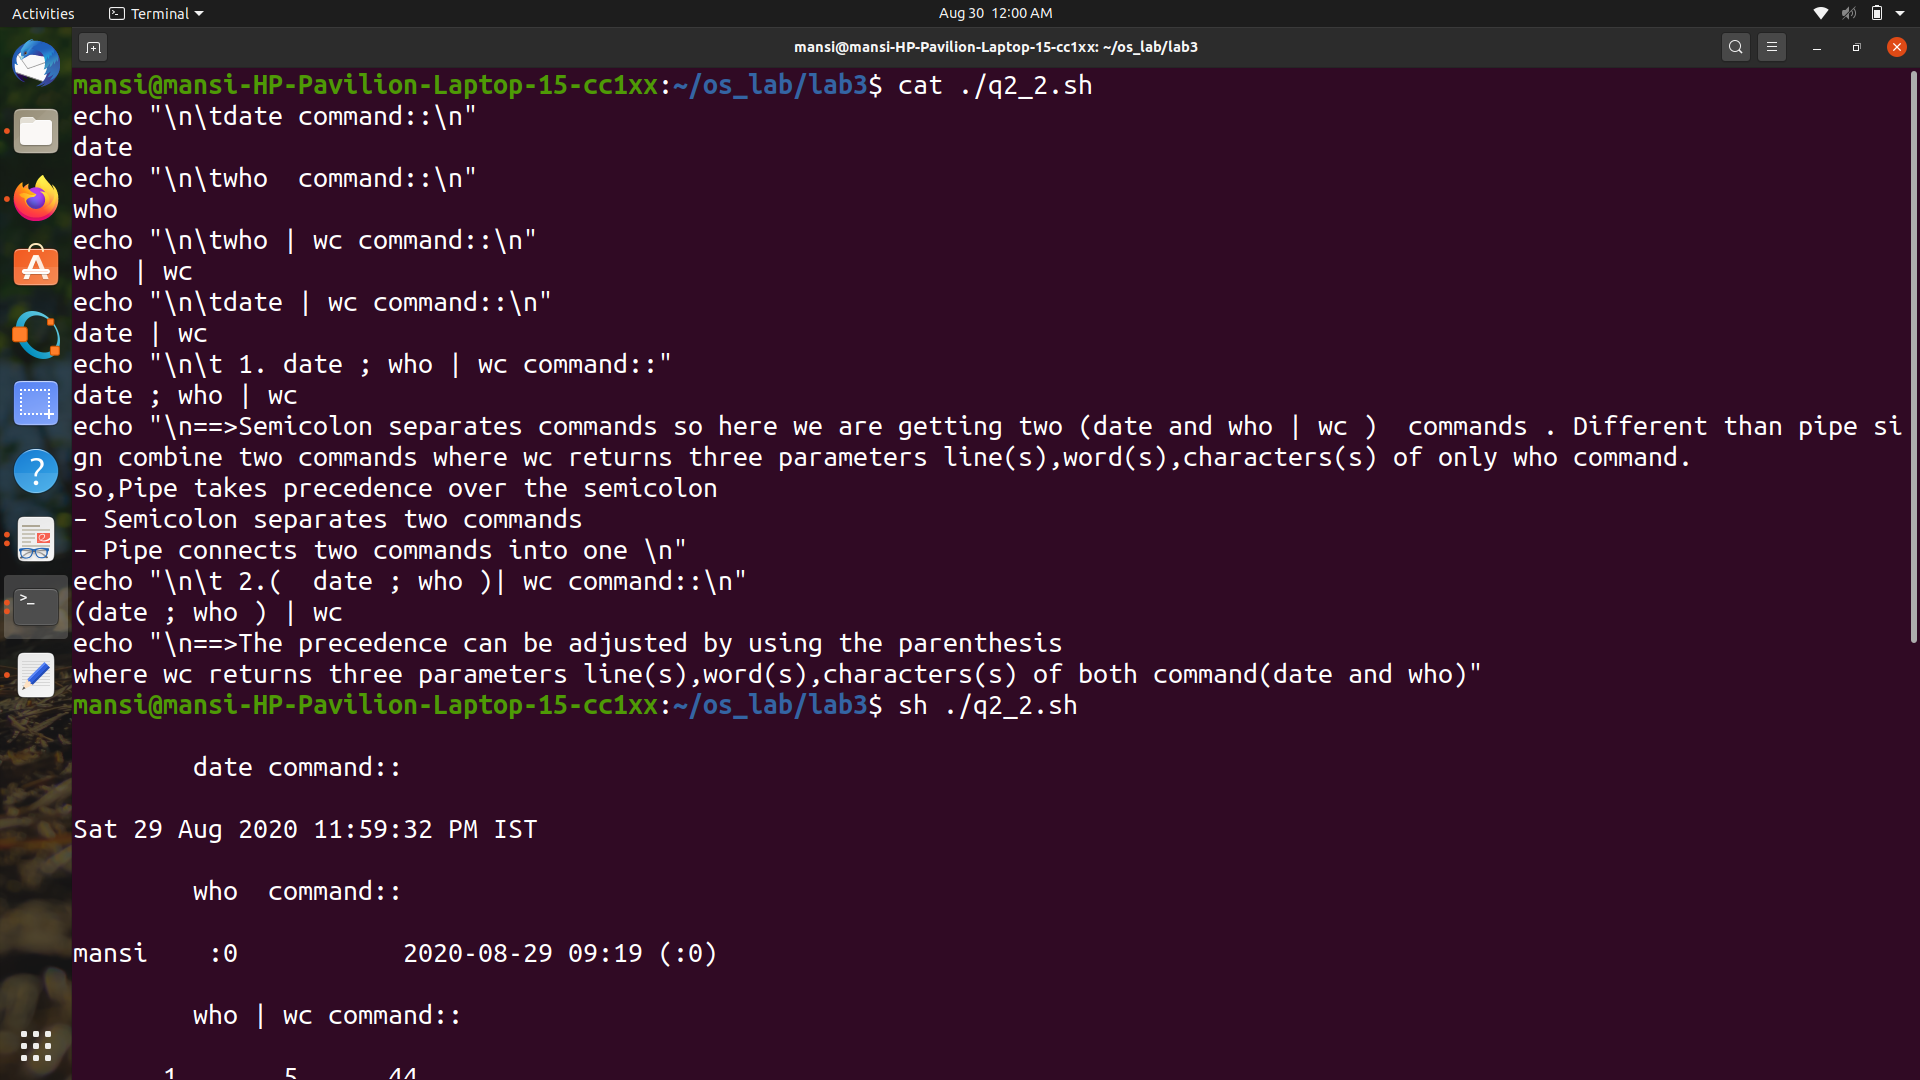 Activities Terminal Aug 30 12:00 AM
mansi@mansi-HP-Pavilion-Laptop-15-cc1xx: ~/os_lab/lab3
mansi@mansi-HP-Pavilion-Laptop-15-cc1xx:~/os_lab/lab3$ cat ./q2_2.sh
echo "\n\tdate command::\n"
date
echo "\n\twho  command::\n"
who
echo "\n\twho | wc command::\n"
who | wc
echo "\n\tdate | wc command::\n"
date | wc
echo "\n\t 1. date ; who | wc command::"
date ; who | wc
echo "\n==>Semicolon separates commands so here we are getting two (date and who | wc )  commands . Different than pipe si
gn combine two commands where wc returns three parameters line(s),word(s),characters(s) of only who command.
so,Pipe takes precedence over the semicolon
- Semicolon separates two commands
- Pipe connects two commands into one \n"
echo "\n\t 2.(  date ; who )| wc command::\n"
(date ; who ) | wc
echo "\n==>The precedence can be adjusted by using the parenthesis
where wc returns three parameters line(s),word(s),characters(s) of both command(date and who)"
mansi@mansi-HP-Pavilion-Laptop-15-cc1xx:~/os_lab/lab3$ sh ./q2_2.sh
date command::
Sat 29 Aug 2020 11:59:32 PM IST
who  command::
mansi    :0           2020-08-29 09:19 (:0)
who | wc command::
1       5      44